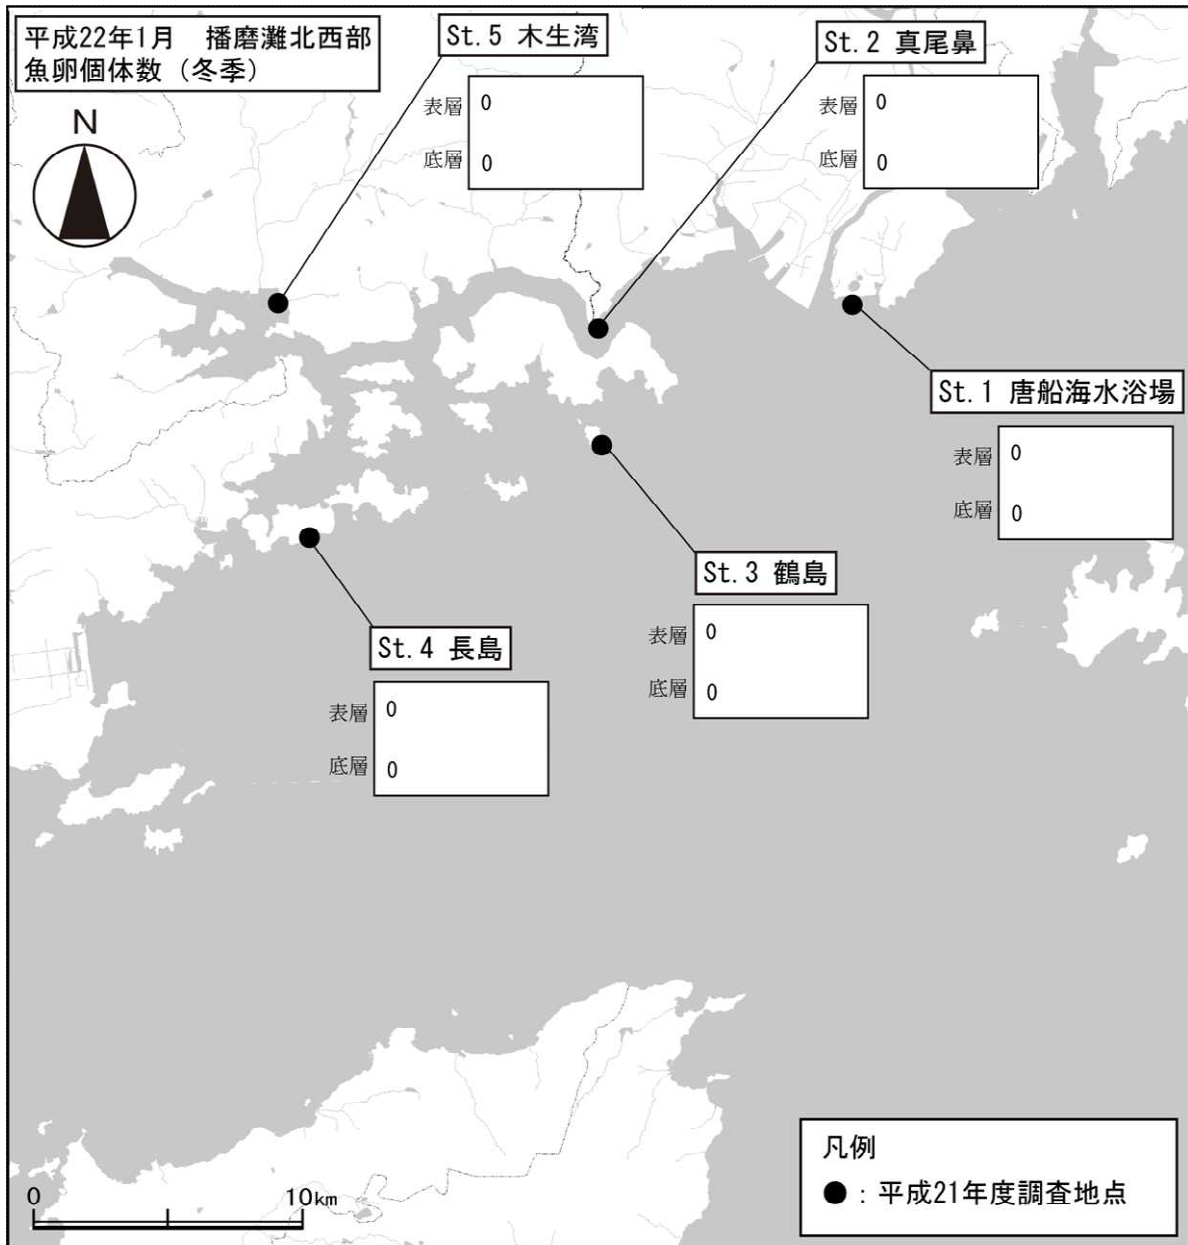 平成22年1月　播磨灘北西部
魚卵個体数（冬季）
N
St.5 木生湾
表層 0
底層 0
St.2 真尾鼻
表層 0
底層 0
St.1 唐船海水浴場
表層 0
底層 0
St.3 鶴島
表層 0
底層 0
St.4 長島
表層 0
底層 0
0 10km
凡例
●：平成21年度調査地点